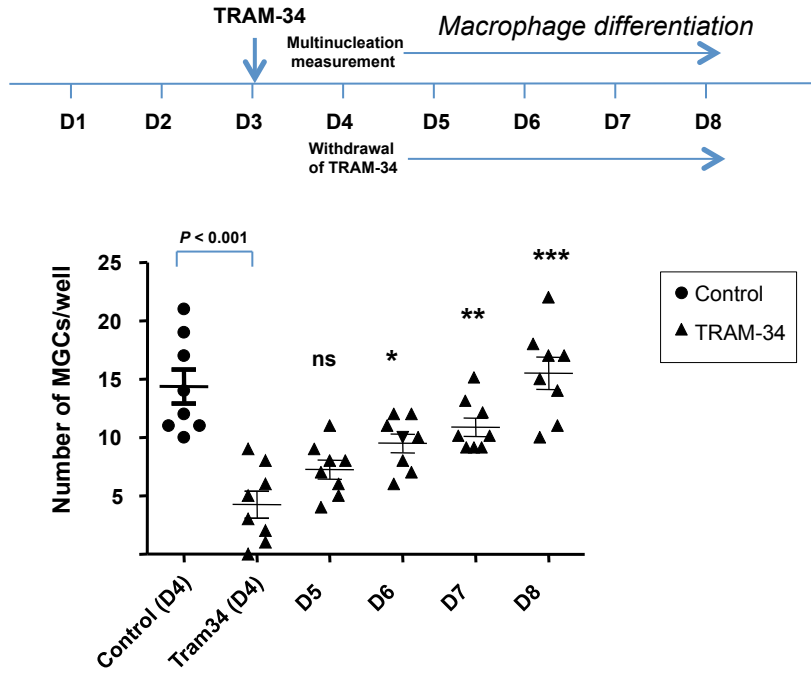 TRAM-34
Multinucleation
measurement
Macrophage differentiation
D1 D2 D3 D4 D5 D6 D7 D8
Withdrawal
of TRAM-34
P < 0.001
Number of MGCs/well
25
20
15
10
5
ns
*
**
***
Control
TRAM-34
Control (D4)
Tram34 (D4)
D5
D6
D7
D8